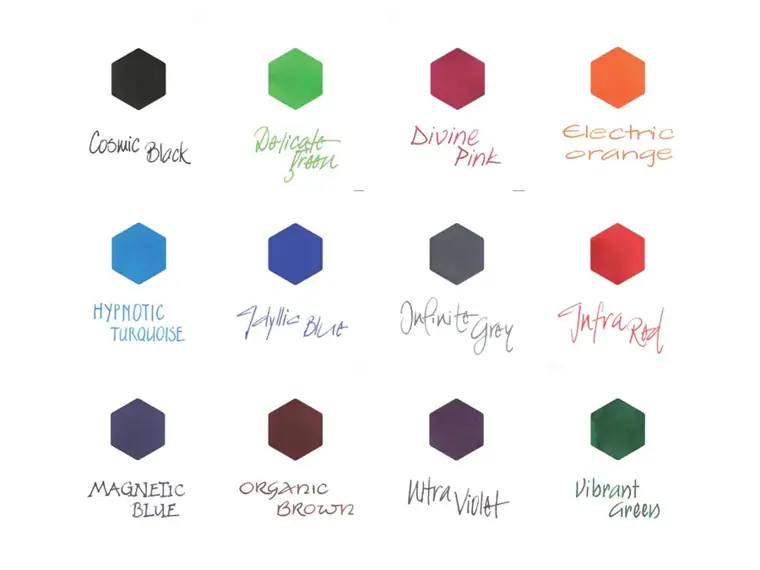 Cosmic Black
Delicate
Green
Divine
Pink
Electric
orange
HYPNOTIC
TURQUOISE
Idyllic Blue
Infinite
Grey
Infra Red
MAGNETIC
BLUE
ORGANIC
BROWN
Ultra Violet
Vibrant
Green